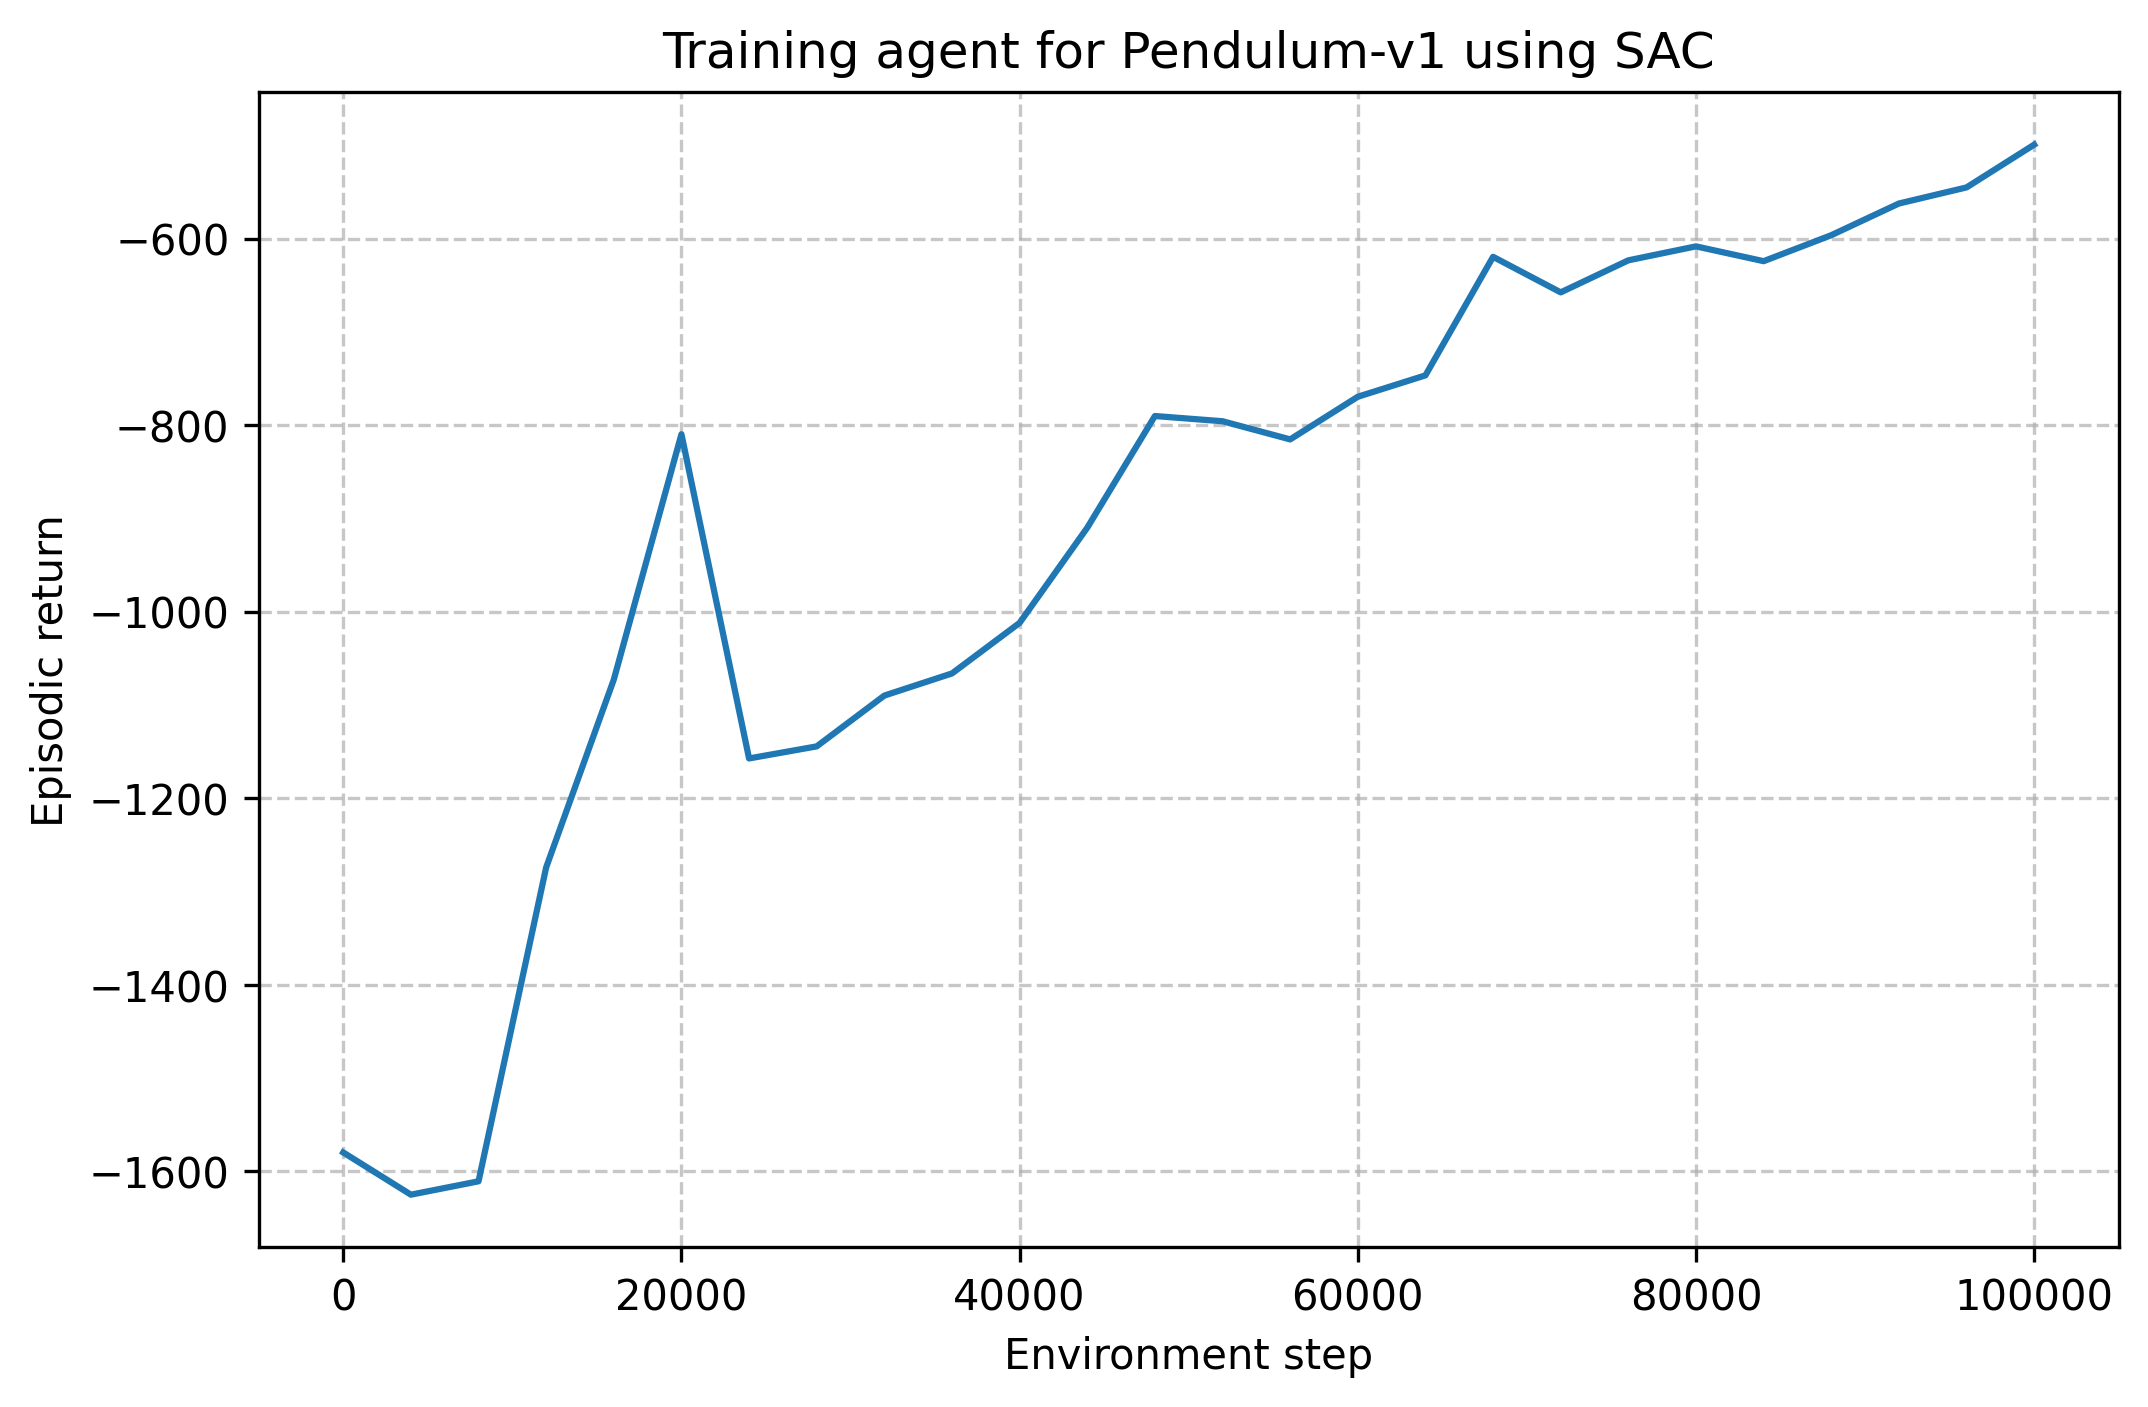 Training agent for Pendulum-v1 using SAC
Episodic return
−600
−800
−1000
−1200
−1400
−1600
0 20000 40000 60000 80000 100000
Environment step